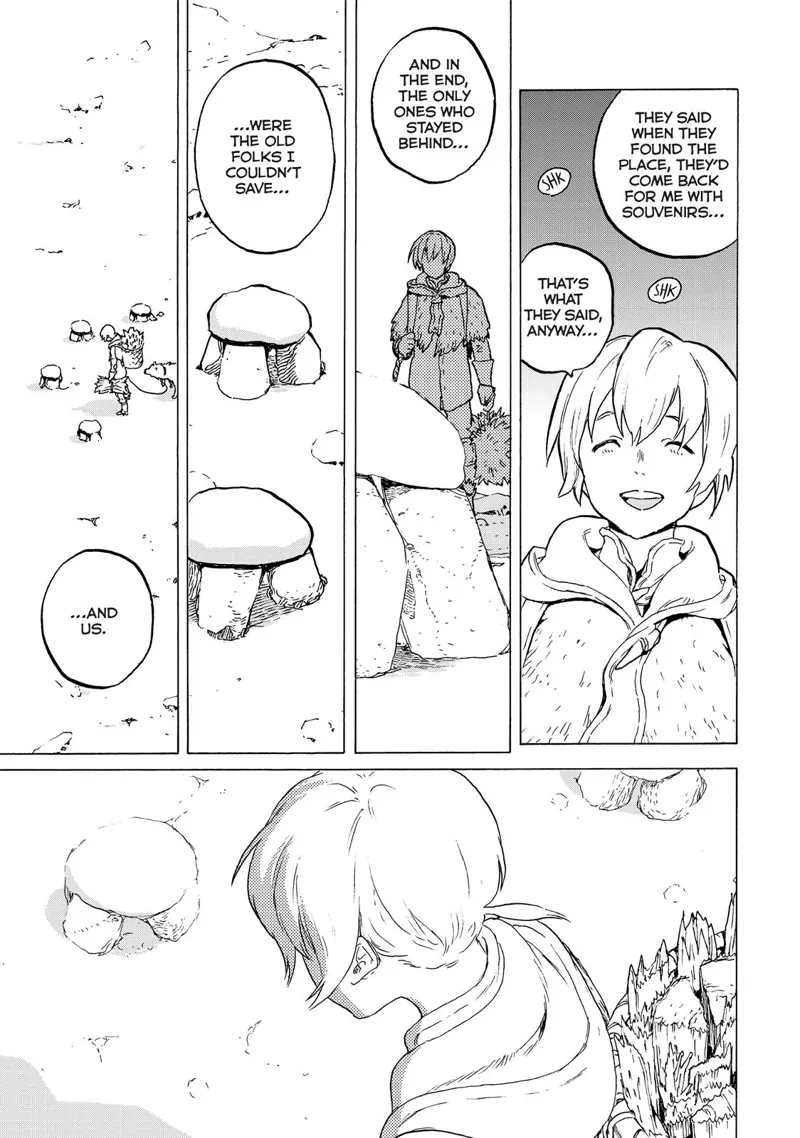 THEY SAID
WHEN THEY
FOUND THE
PLACE, THEY'D
COME BACK
FOR ME WITH
SOUVENIRS...
SHK
SHK
THAT'S
WHAT
THEY SAID,
ANYWAY...
AND IN
THE END,
THE ONLY
ONES WHO
STAYED
BEHIND...
...WERE
THE OLD
FOLKS I
COULDN'T
SAVE...
...AND
US.